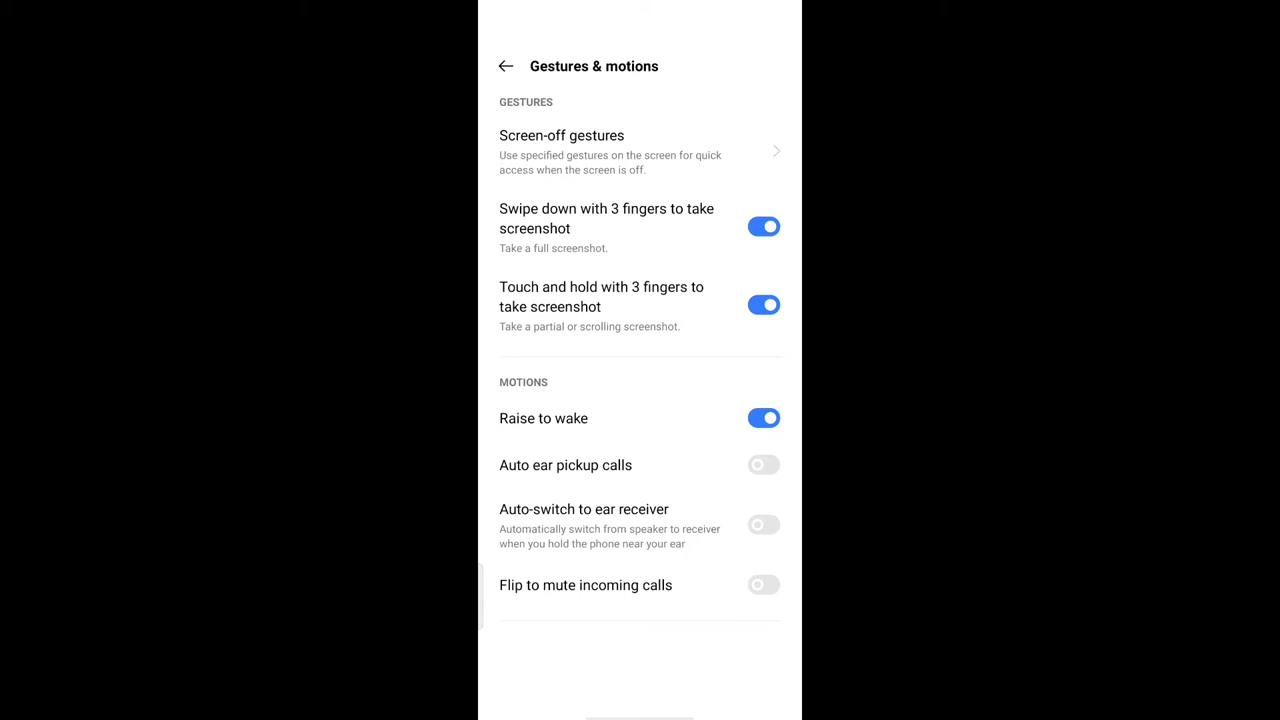 Gestures & motions
GESTURES
Screen-off gestures
Use specified gestures on the screen for quick
access when the screen is off.
Swipe down with 3 fingers to take
screenshot
Take a full screenshot.
Touch and hold with 3 fingers to
take screenshot
Take a partial or scrolling screenshot.
MOTIONS
Raise to wake
Auto ear pickup calls
Auto-switch to ear receiver
Automatically switch from speaker to receiver
when you hold the phone near your ear
Flip to mute incoming calls